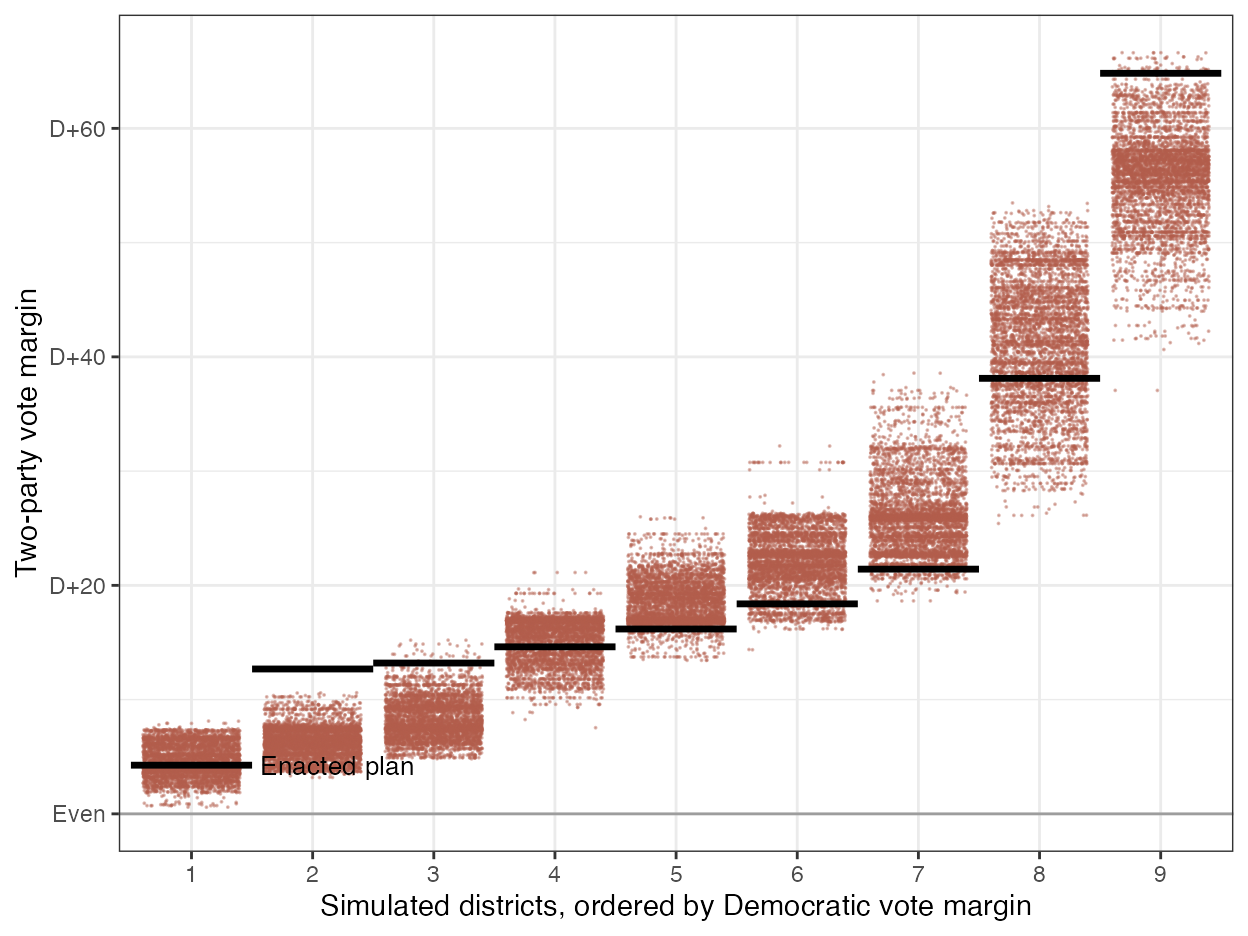 Two-party vote margin
D+60
D+40
D+20
Even
Enacted plan
1 2 3 4 5 6 7 8 9
Simulated districts, ordered by Democratic vote margin